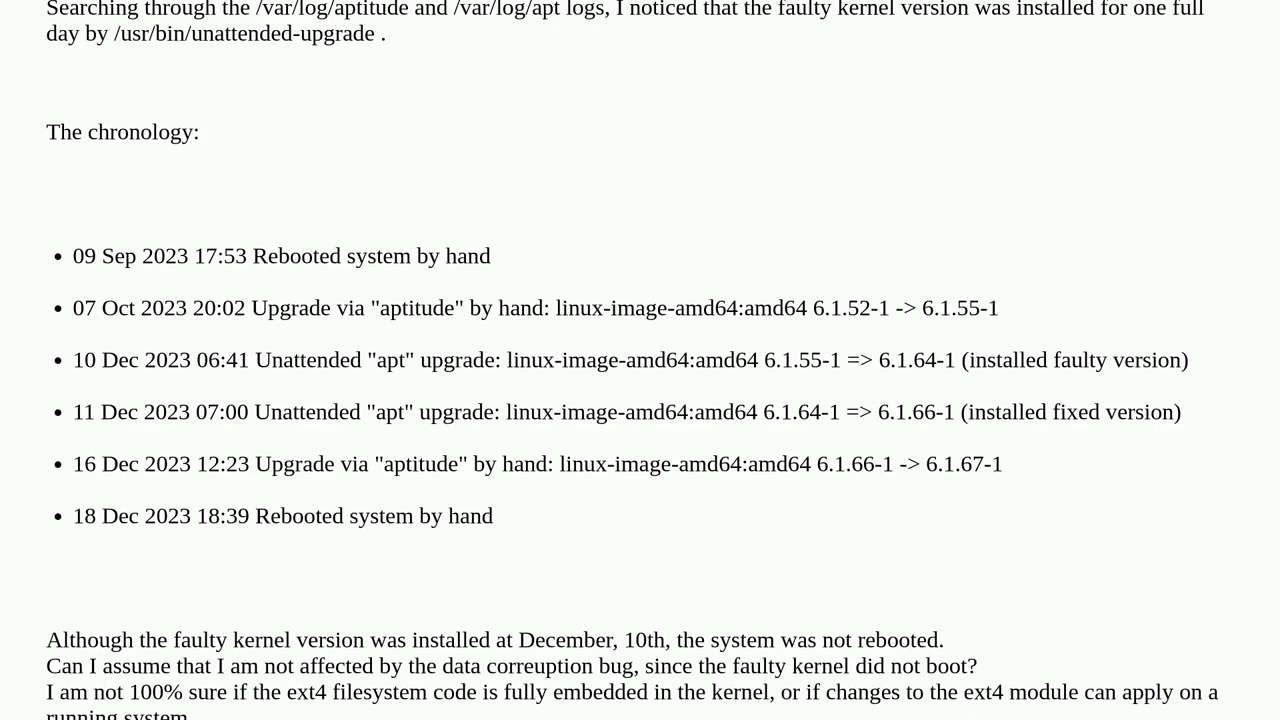 Searching through the /var/log/aptitude and /var/log/apt logs, I noticed that the faulty kernel version was installed for one full
day by /usr/bin/unattended-upgrade .
The chronology:
• 09 Sep 2023 17:53 Rebooted system by hand
• 07 Oct 2023 20:02 Upgrade via "aptitude" by hand: linux-image-amd64:amd64 6.1.52-1 -> 6.1.55-1
• 10 Dec 2023 06:41 Unattended "apt" upgrade: linux-image-amd64:amd64 6.1.55-1 => 6.1.64-1 (installed faulty version)
• 11 Dec 2023 07:00 Unattended "apt" upgrade: linux-image-amd64:amd64 6.1.64-1 => 6.1.66-1 (installed fixed version)
• 16 Dec 2023 12:23 Upgrade via "aptitude" by hand: linux-image-amd64:amd64 6.1.66-1 -> 6.1.67-1
• 18 Dec 2023 18:39 Rebooted system by hand
Although the faulty kernel version was installed at December, 10th, the system was not rebooted.
Can I assume that I am not affected by the data correuption bug, since the faulty kernel did not boot?
I am not 100% sure if the ext4 filesystem code is fully embedded in the kernel, or if changes to the ext4 module can apply on a
running system